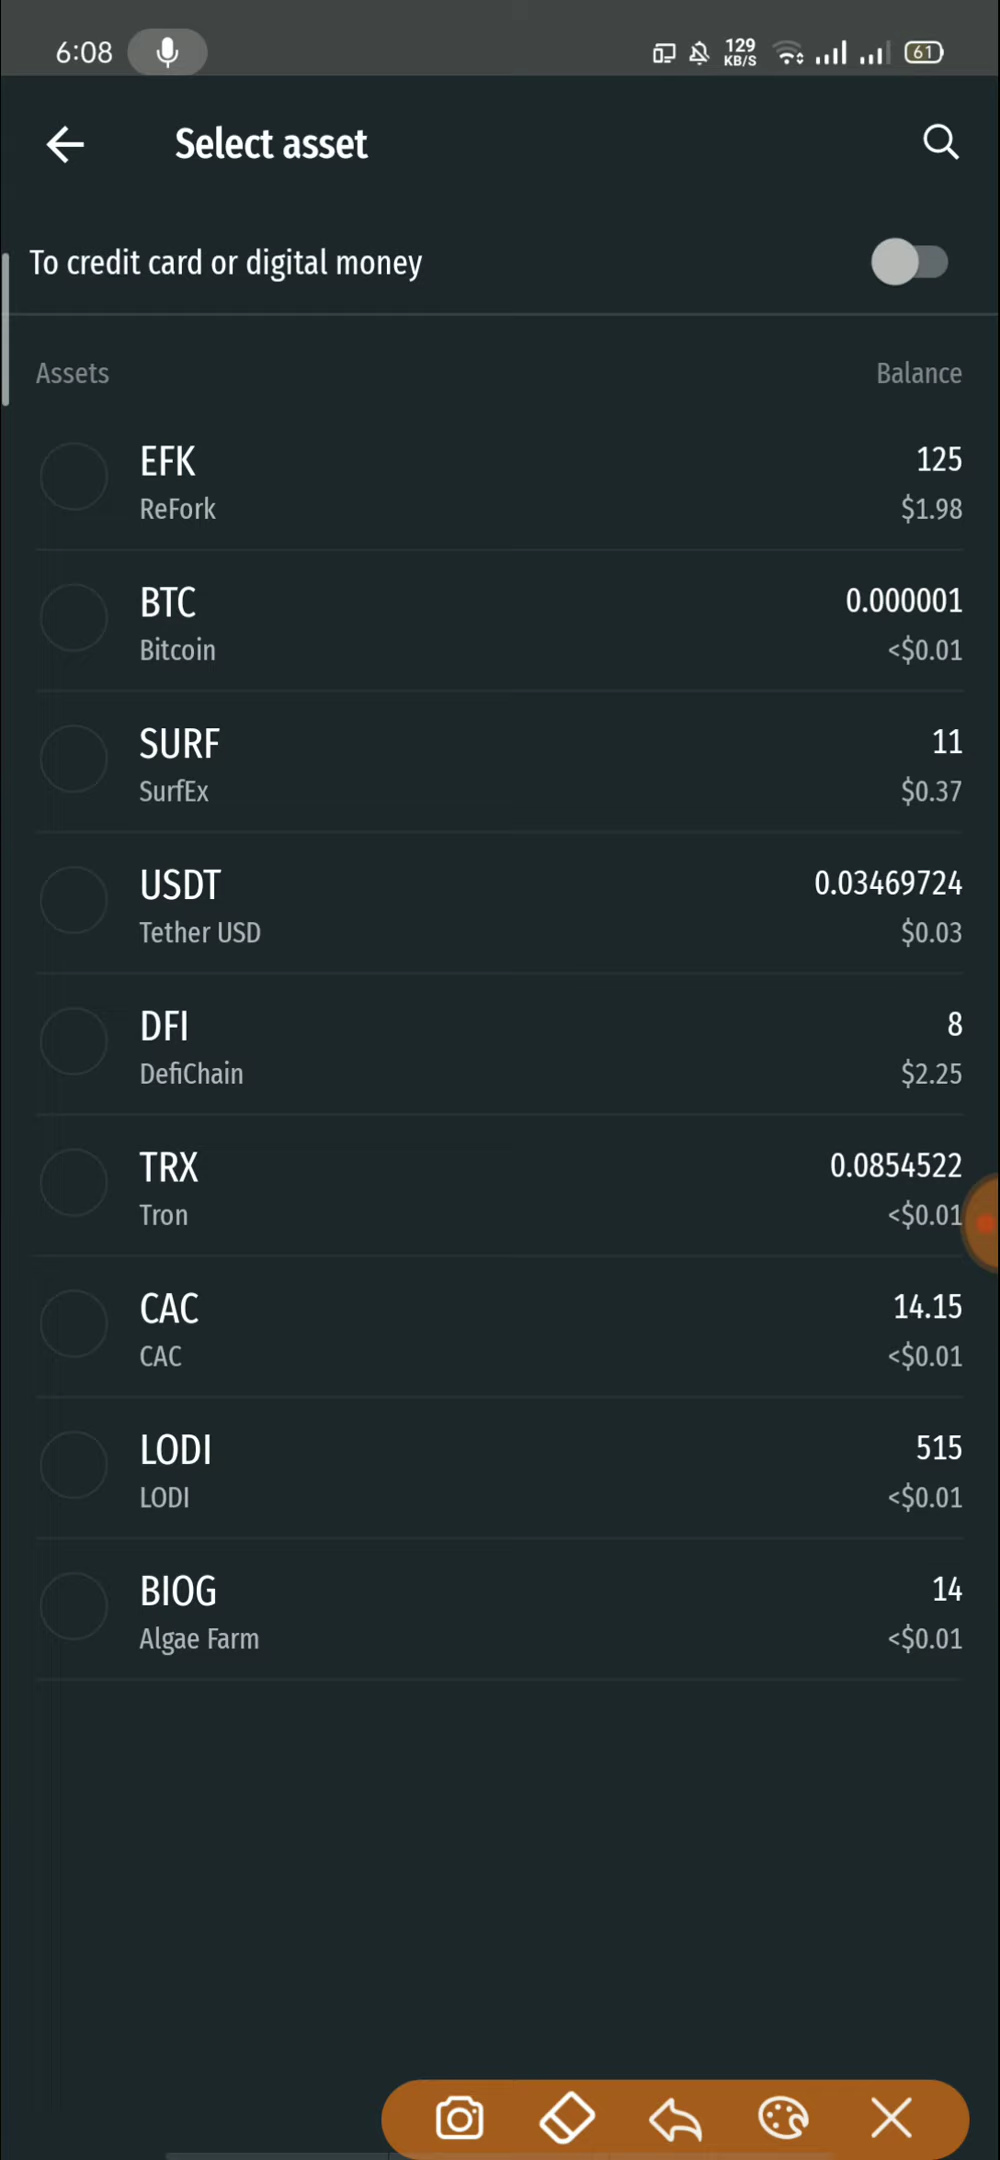 6:08
129
KB/S
61
Select asset
To credit card or digital money
Assets
Balance
EFK
125
ReFork
$1.98
BTC
0.000001
Bitcoin
<$0.01
SURF
11
SurfEx
$0.37
USDT
0.03469724
Tether USD
$0.03
DFI
8
DefiChain
$2.25
TRX
0.0854522
Tron
<$0.01
CAC
14.15
CAC
<$0.01
LODI
515
LODI
<$0.01
BIOG
14
Algae Farm
<$0.01